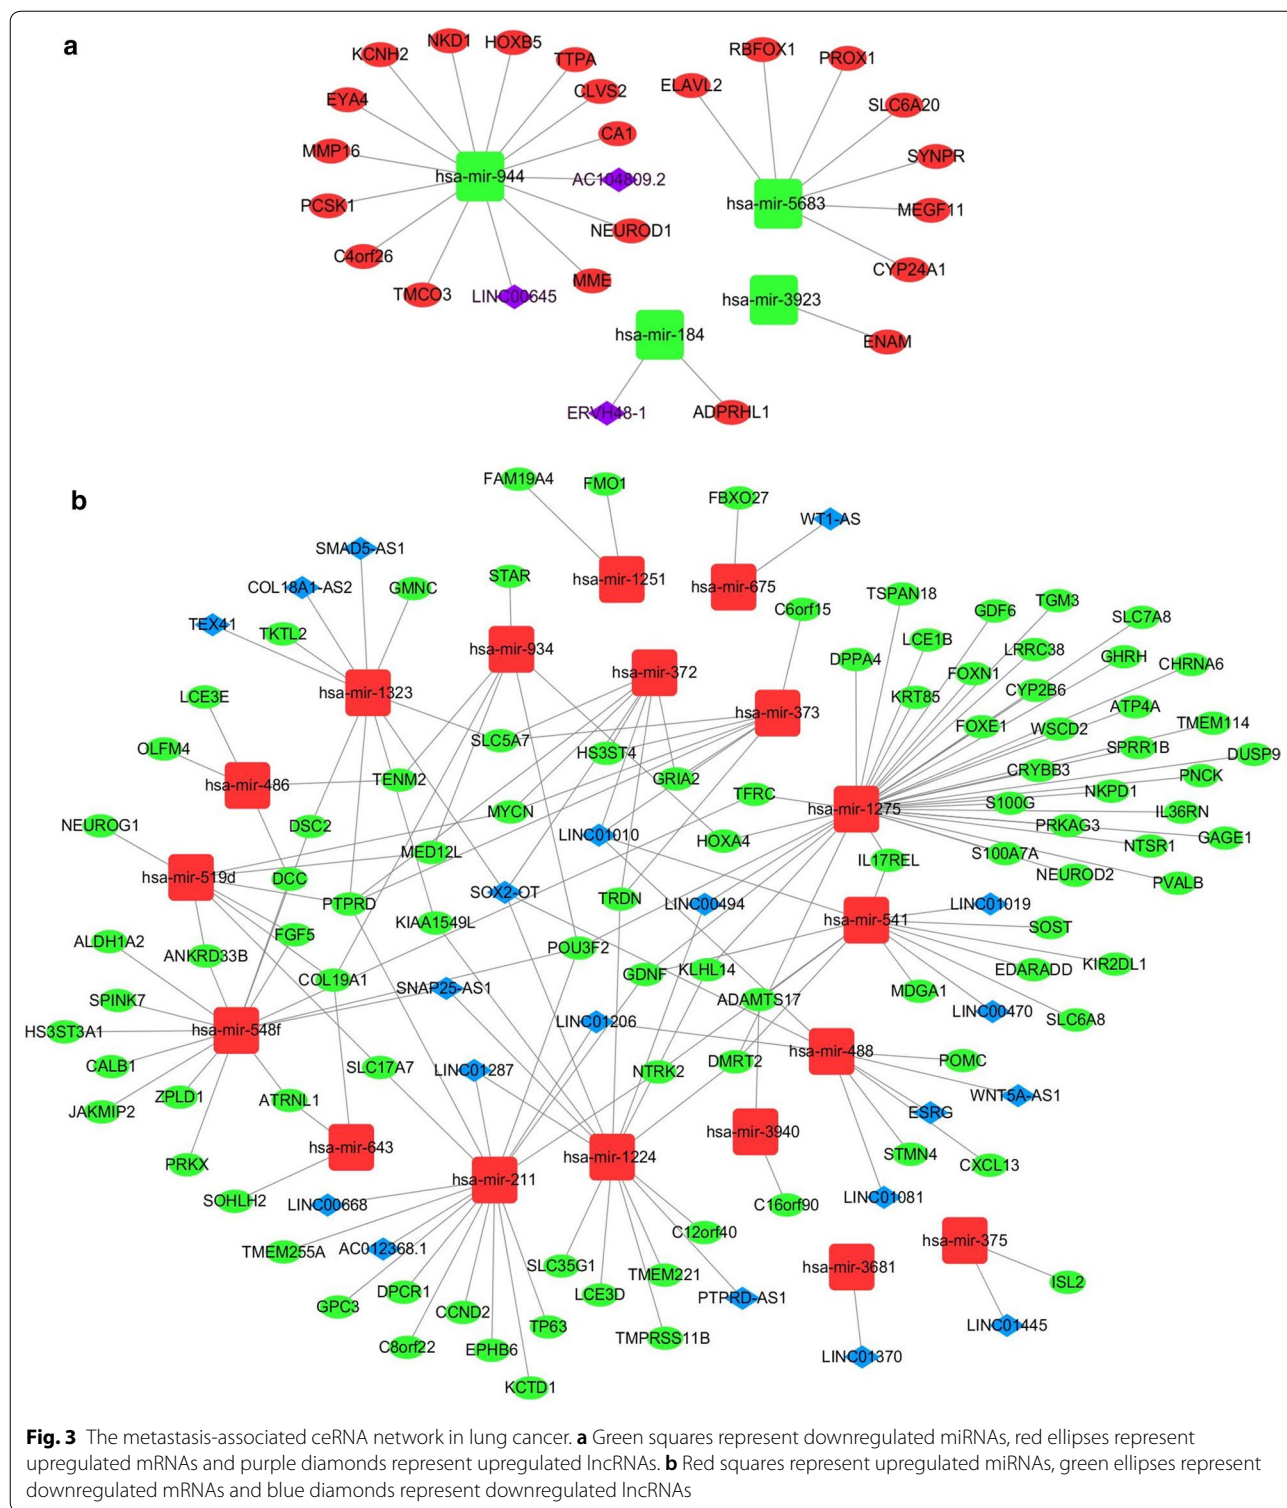 a
KCNH2
NKD1
HOXB5
TTPA
CLVS2
EYA4
CA1
MMP16
hsa-mir-944
AC104809.2
PCSK1
NEUROD1
C4orf26
MME
TMCO3
LINC00645
RBFOX1
PROX1
ELAVL2
SLC6A20
SYNPR
hsa-mir-5683
MEGF11
CYP24A1
hsa-mir-3923
ENAM
hsa-mir-184
ERVH48-1
ADPRHL1
b
FAM19A4
FMO1
FBXO27
WT1-AS
SMAD5-AS1
COL18A1-AS2
GMNC
STAR
hsa-mir-1251
hsa-mir-675
TEX41
TKTL2
C6orf15
TSPAN18
GDF6
TGM3
SLC7A8
LCE1B
LRRC38
hsa-mir-934
DPPA4
GHRH
CHRNA6
hsa-mir-1323
hsa-mir-372
FOXN1
CYP2B6
LCE3E
KRT85
ATP4A
hsa-mir-373
FOXE1
WSCD2
TMEM114
SLC5A7
OLFM4
HS3ST4
SPRR1B
DUSP9
hsa-mir-486
TENM2
GRIA2
CRYBB3
PNCK
TFRC
NKPD1
hsa-mir-1275
S100G
IL36RN
MYCN
NEUROG1
DSC2
LINC01010
PRKAG3
GAGE1
HOXA4
NTSR1
MED12L
S100A7A
IL17REL
hsa-mir-519d
DCC
NEUROD2
PVALB
SOX2-OT
PTPRD
TRDN
LINC00494
LINC01019
KIAA1549L
hsa-mir-541
SOST
FGF5
ALDH1A2
ANKRD33B
POU3F2
COL19A1
GDNF
KLHL14
EDARADD
KIR2DL1
SNAP25-AS1
MDGA1
SPINK7
ADAMTS17
LINC00470
SLC6A8
HS3ST3A1
hsa-mir-548f
LINC01206
hsa-mir-488
CALB1
SLC17A7
LINC01287
NTRK2
DMRT2
POMC
ZPLD1
ATRNL1
JAKMIP2
WNT5A-AS1
ESRG
hsa-mir-643
hsa-mir-3940
hsa-mir-1224
STMN4
CXCL13
PRKX
hsa-mir-211
SOHLH2
LINC00668
LINC01081
C16orf90
C12orf40
TMEM255A
AC012368.1
hsa-mir-375
SLC35G1
TMEM221
hsa-mir-3681
ISL2
DPCR1
LCE3D
PTPRD-AS1
GPC3
CCND2
TP63
LINC01445
TMPRSS11B
C8orf22
EPHB6
LINC01370
KCTD1
Fig. 3 The metastasis-associated ceRNA network in lung cancer. a Green squares represent downregulated miRNAs, red ellipses represent
upregulated mRNAs and purple diamonds represent upregulated lncRNAs. b Red squares represent upregulated miRNAs, green ellipses represent
downregulated mRNAs and blue diamonds represent downregulated lncRNAs